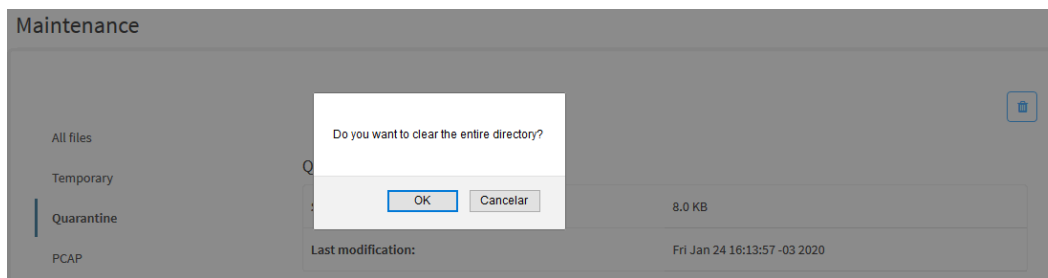 Maintenance
All files
Temporary
Quarantine
PCAP
Do you want to clear the entire directory?
OK Cancelar
8.0 KB
Last modification: Fri Jan 24 16:13:57 -03 2020